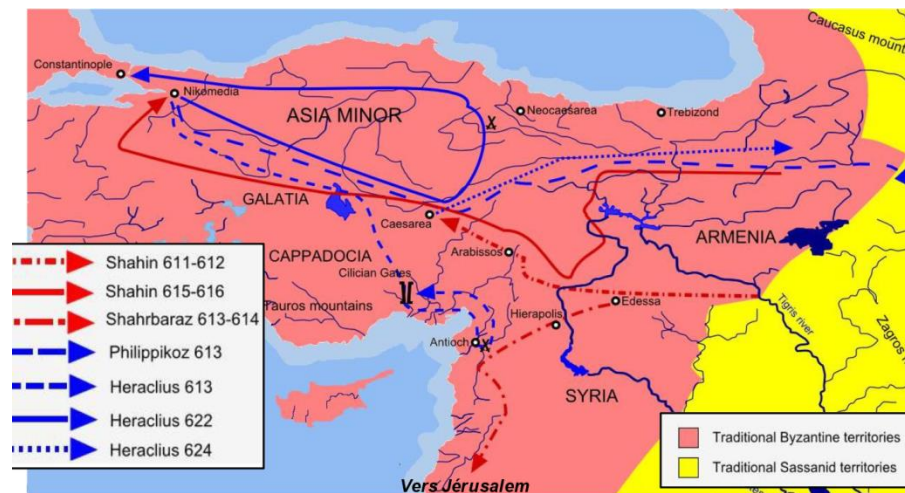 Caucasus mount
Constantinople
Nikomedia
ASIA MINOR
Neocaesarea
Trebizond
GALATIA
Caesarea
ARMENIA
CAPPADOCIA
Arabissos
Cilician Gates
Tauros mountains
Edessa
Hierapolis
Tigris river
Zagros
Antioch
SYRIA
Vers Jérusalem
Shahin 611-612
Shahin 615-616
Shahrbaraz 613-614
Philippikoz 613
Heraclius 613
Heraclius 622
Heraclius 624
Traditional Byzantine territories
Traditional Sassanid territories